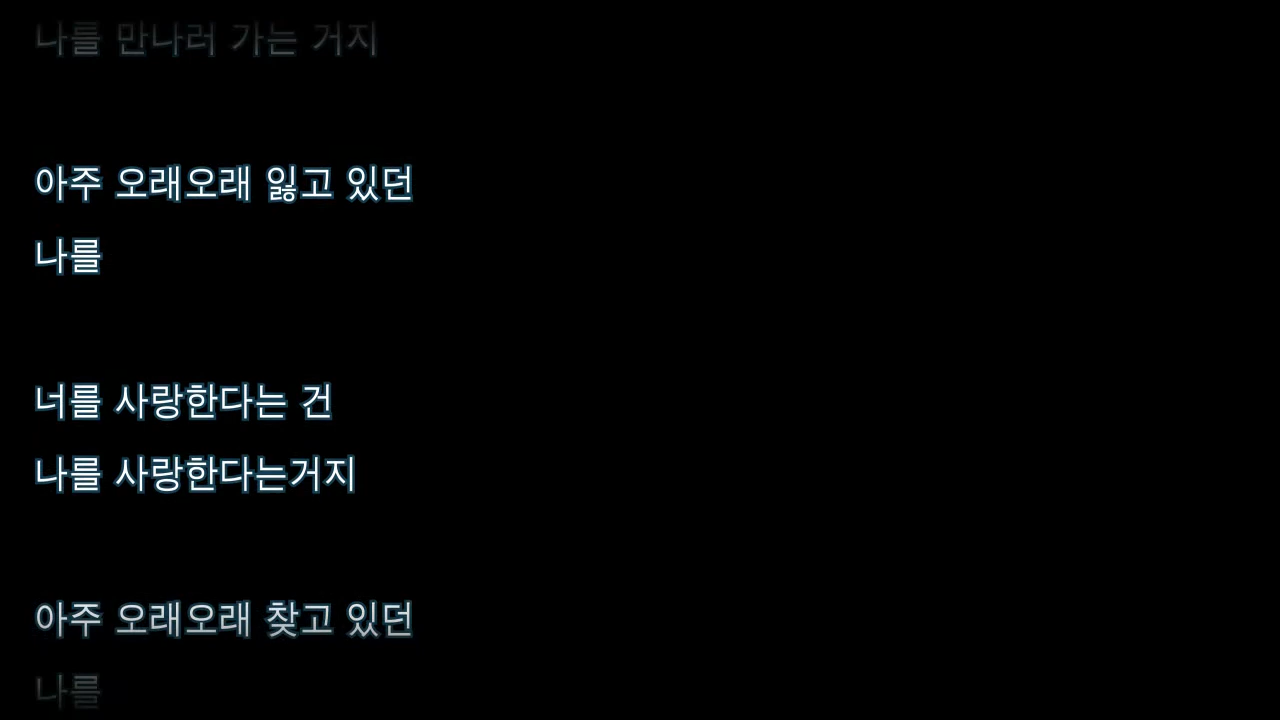 나를 만나러 가는 거지
아주 오래오래 잃고 있던
나를
너를 사랑한다는 건
나를 사랑한다는거지
아주 오래오래 찾고 있던
나를